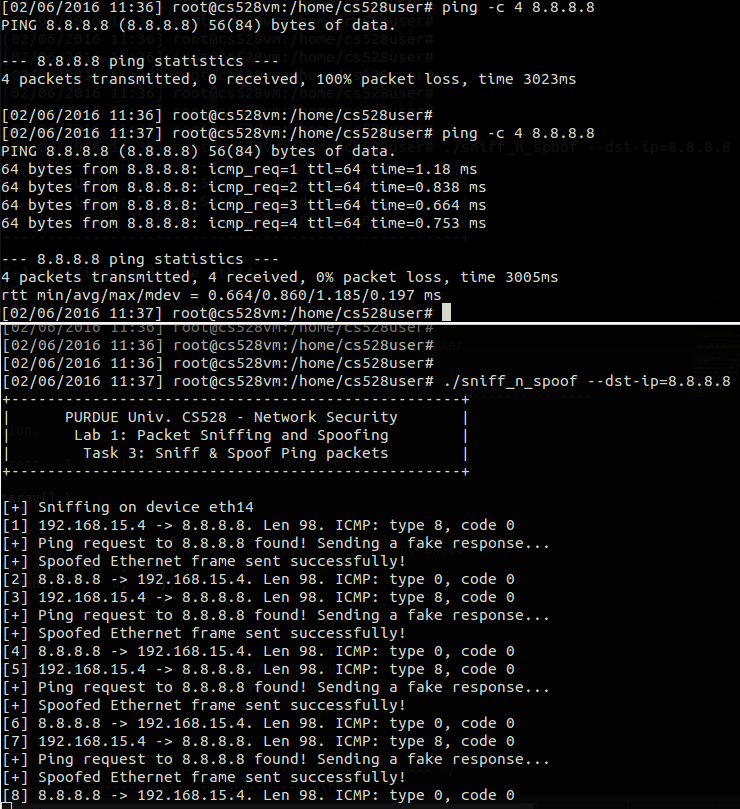 [02/06/2016 11:36] root@cs528vm:/home/cs528user# ping -c 4 8.8.8.8
PING 8.8.8.8 (8.8.8.8) 56(84) bytes of data.
--- 8.8.8.8 ping statistics ---
4 packets transmitted, 0 received, 100% packet loss, time 3023ms
[02/06/2016 11:36] root@cs528vm:/home/cs528user#
[02/06/2016 11:37] root@cs528vm:/home/cs528user# ping -c 4 8.8.8.8
PING 8.8.8.8 (8.8.8.8) 56(84) bytes of data.
64 bytes from 8.8.8.8: icmp_req=1 ttl=64 time=1.18 ms
64 bytes from 8.8.8.8: icmp_req=2 ttl=64 time=0.838 ms
64 bytes from 8.8.8.8: icmp_req=3 ttl=64 time=0.664 ms
64 bytes from 8.8.8.8: icmp_req=4 ttl=64 time=0.753 ms
--- 8.8.8.8 ping statistics ---
4 packets transmitted, 4 received, 0% packet loss, time 3005ms
rtt min/avg/max/mdev = 0.664/0.860/1.185/0.197 ms
[02/06/2016 11:37] root@cs528vm:/home/cs528user#
[02/06/2016 11:36] root@cs528vm:/home/cs528user#
[02/06/2016 11:36] root@cs528vm:/home/cs528user#
[02/06/2016 11:36] root@cs528vm:/home/cs528user#
[02/06/2016 11:37] root@cs528vm:/home/cs528user# ./sniff_n_spoof --dst-ip=8.8.8.8
+--------------------------------------------------+
| PURDUE Univ. CS528 - Network Security |
| Lab 1: Packet Sniffing and Spoofing |
| Task 3: Sniff & Spoof Ping packets |
+--------------------------------------------------+
[+] Sniffing on device eth14
[1] 192.168.15.4 -> 8.8.8.8. Len 98. ICMP: type 8, code 0
[+] Ping request to 8.8.8.8 found! Sending a fake response...
[+] Spoofed Ethernet frame sent successfully!
[2] 8.8.8.8 -> 192.168.15.4. Len 98. ICMP: type 0, code 0
[3] 192.168.15.4 -> 8.8.8.8. Len 98. ICMP: type 8, code 0
[+] Ping request to 8.8.8.8 found! Sending a fake response...
[+] Spoofed Ethernet frame sent successfully!
[4] 8.8.8.8 -> 192.168.15.4. Len 98. ICMP: type 0, code 0
[5] 192.168.15.4 -> 8.8.8.8. Len 98. ICMP: type 8, code 0
[+] Ping request to 8.8.8.8 found! Sending a fake response...
[+] Spoofed Ethernet frame sent successfully!
[6] 8.8.8.8 -> 192.168.15.4. Len 98. ICMP: type 0, code 0
[7] 192.168.15.4 -> 8.8.8.8. Len 98. ICMP: type 8, code 0
[+] Ping request to 8.8.8.8 found! Sending a fake response...
[+] Spoofed Ethernet frame sent successfully!
[8] 8.8.8.8 -> 192.168.15.4. Len 98. ICMP: type 0, code 0